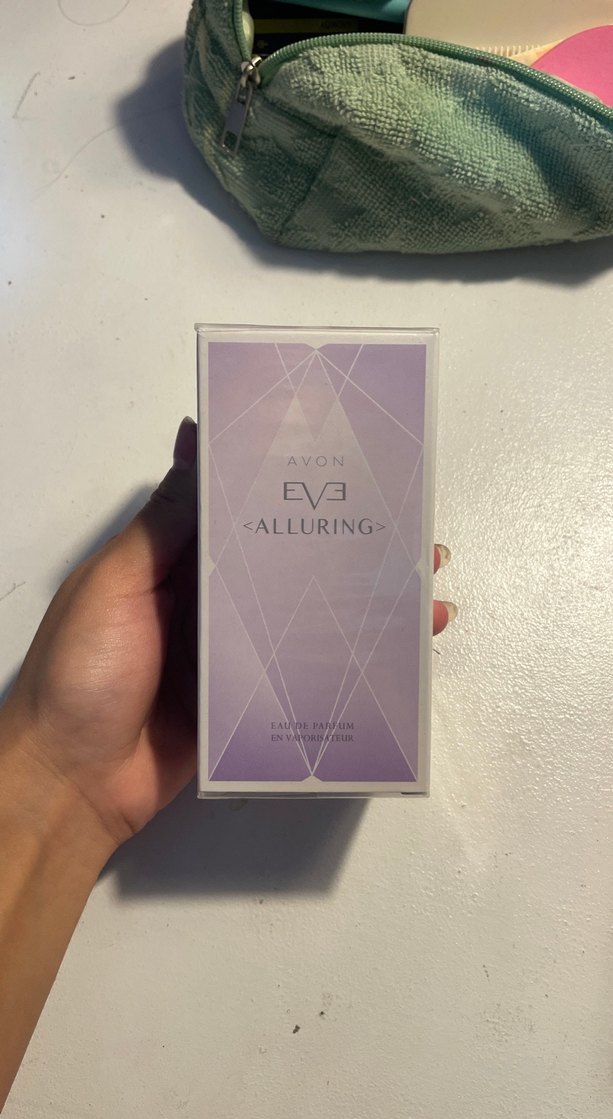 AVON
EVE
<ALLURING>
EAU DE PARFUM
EN VAPORISATEUR